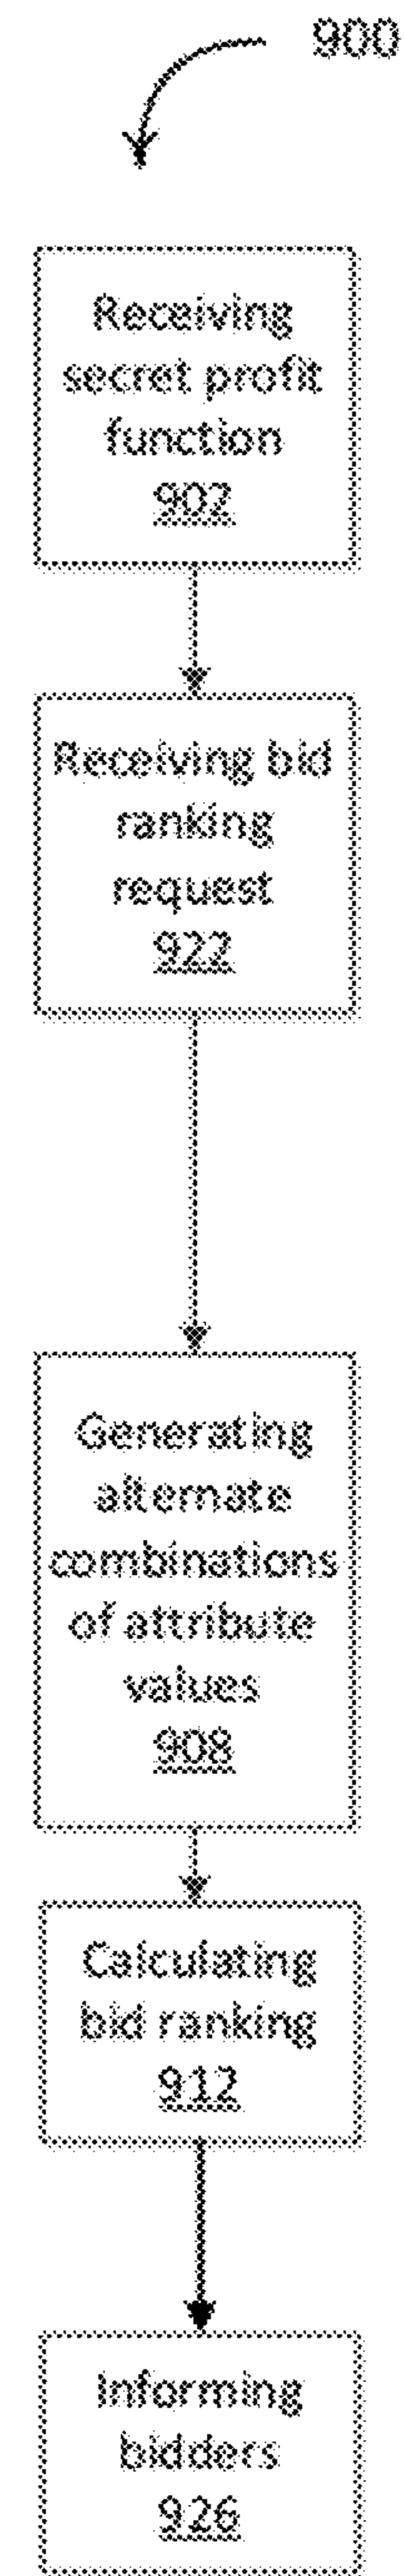 900
Receiving
secret profit
function
902
Receiving bid
ranking
request
922
Generating
alternate
combinations
of attribute
values
908
Calculating
bid ranking
912
Informing
bidders
926